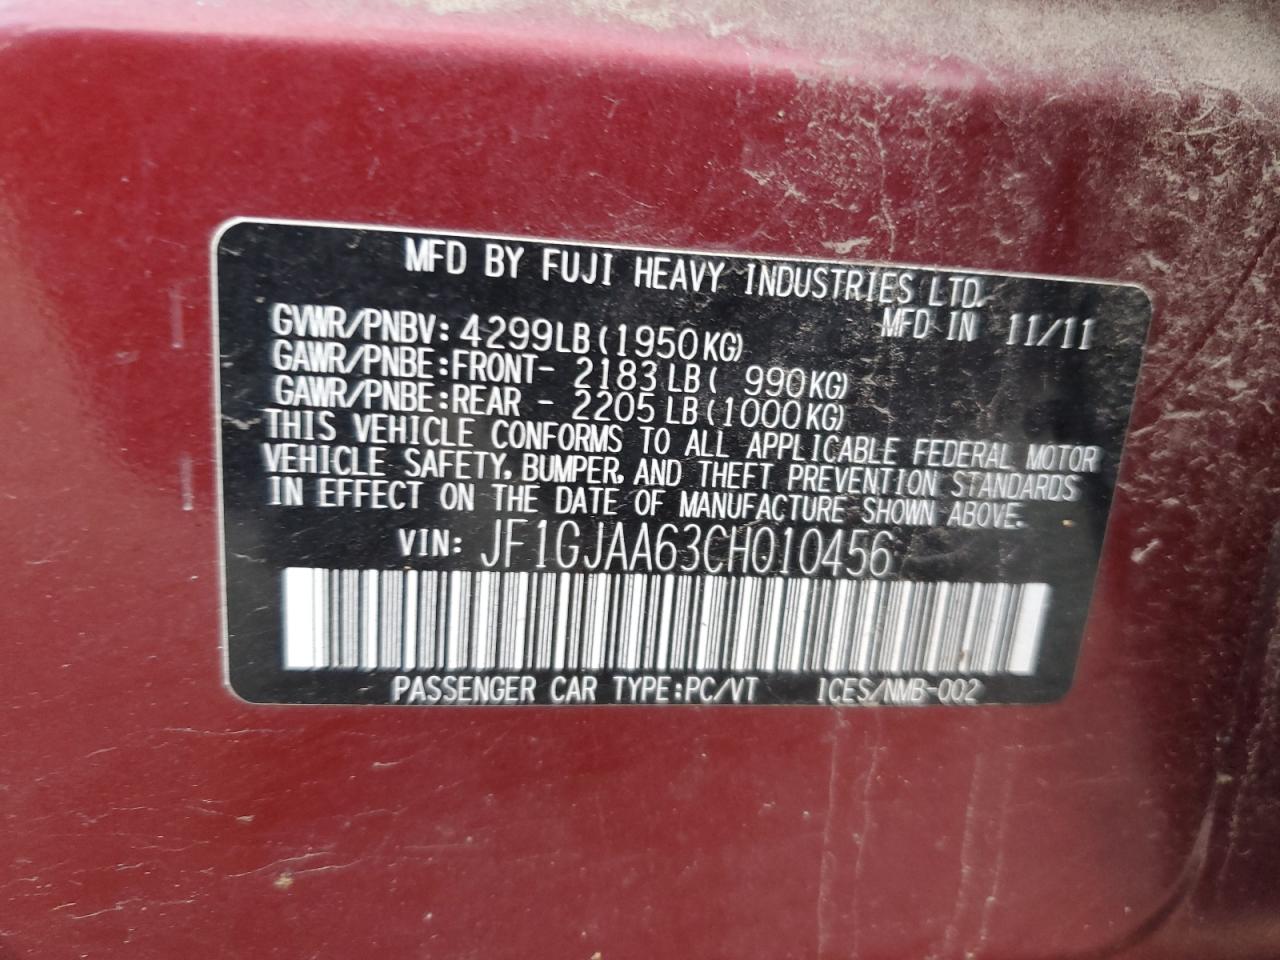 MFD BY FUJI HEAVY INDUSTRIES LTD.
MFD IN 11/11
GVWR/PNBV: 4299LB(1950KG)
GAWR/PNBE:FRONT- 2183LB( 990KG)
GAWR/PNBE:REAR - 2205LB(1000KG)
THIS VEHICLE CONFORMS TO ALL APPLICABLE FEDERAL MOTOR
VEHICLE SAFETY, BUMPER, AND THEFT PREVENTION STANDARDS
IN EFFECT ON THE DATE OF MANUFACTURE SHOWN ABOVE.
VIN: JF1GJAA63CH010456
PASSENGER CAR TYPE:PC/VT ICES/NMB-002